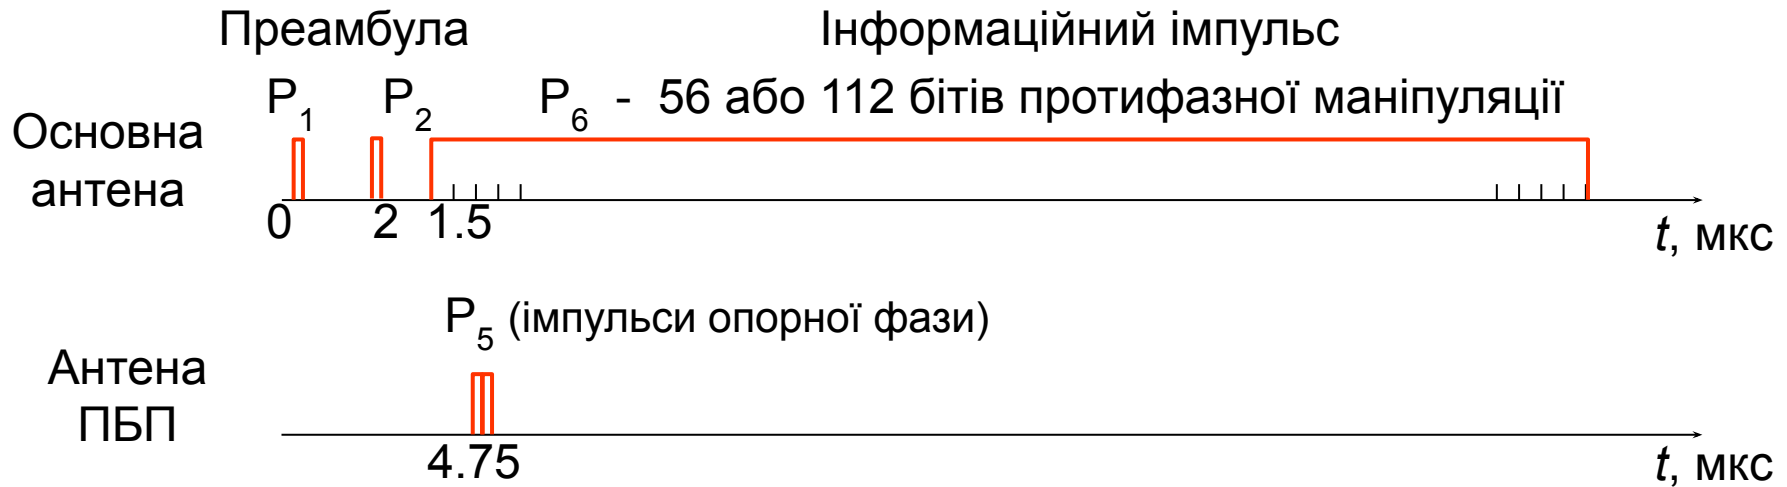 Преамбула Інформаційний імпульс
P1 P2 P6 - 56 або 112 бітів протифазної маніпуляції
Основна
антена
0 2 1.5
t, мкс
P5 (імпульси опорної фази)
Антена
ПБП
4.75
t, мкс